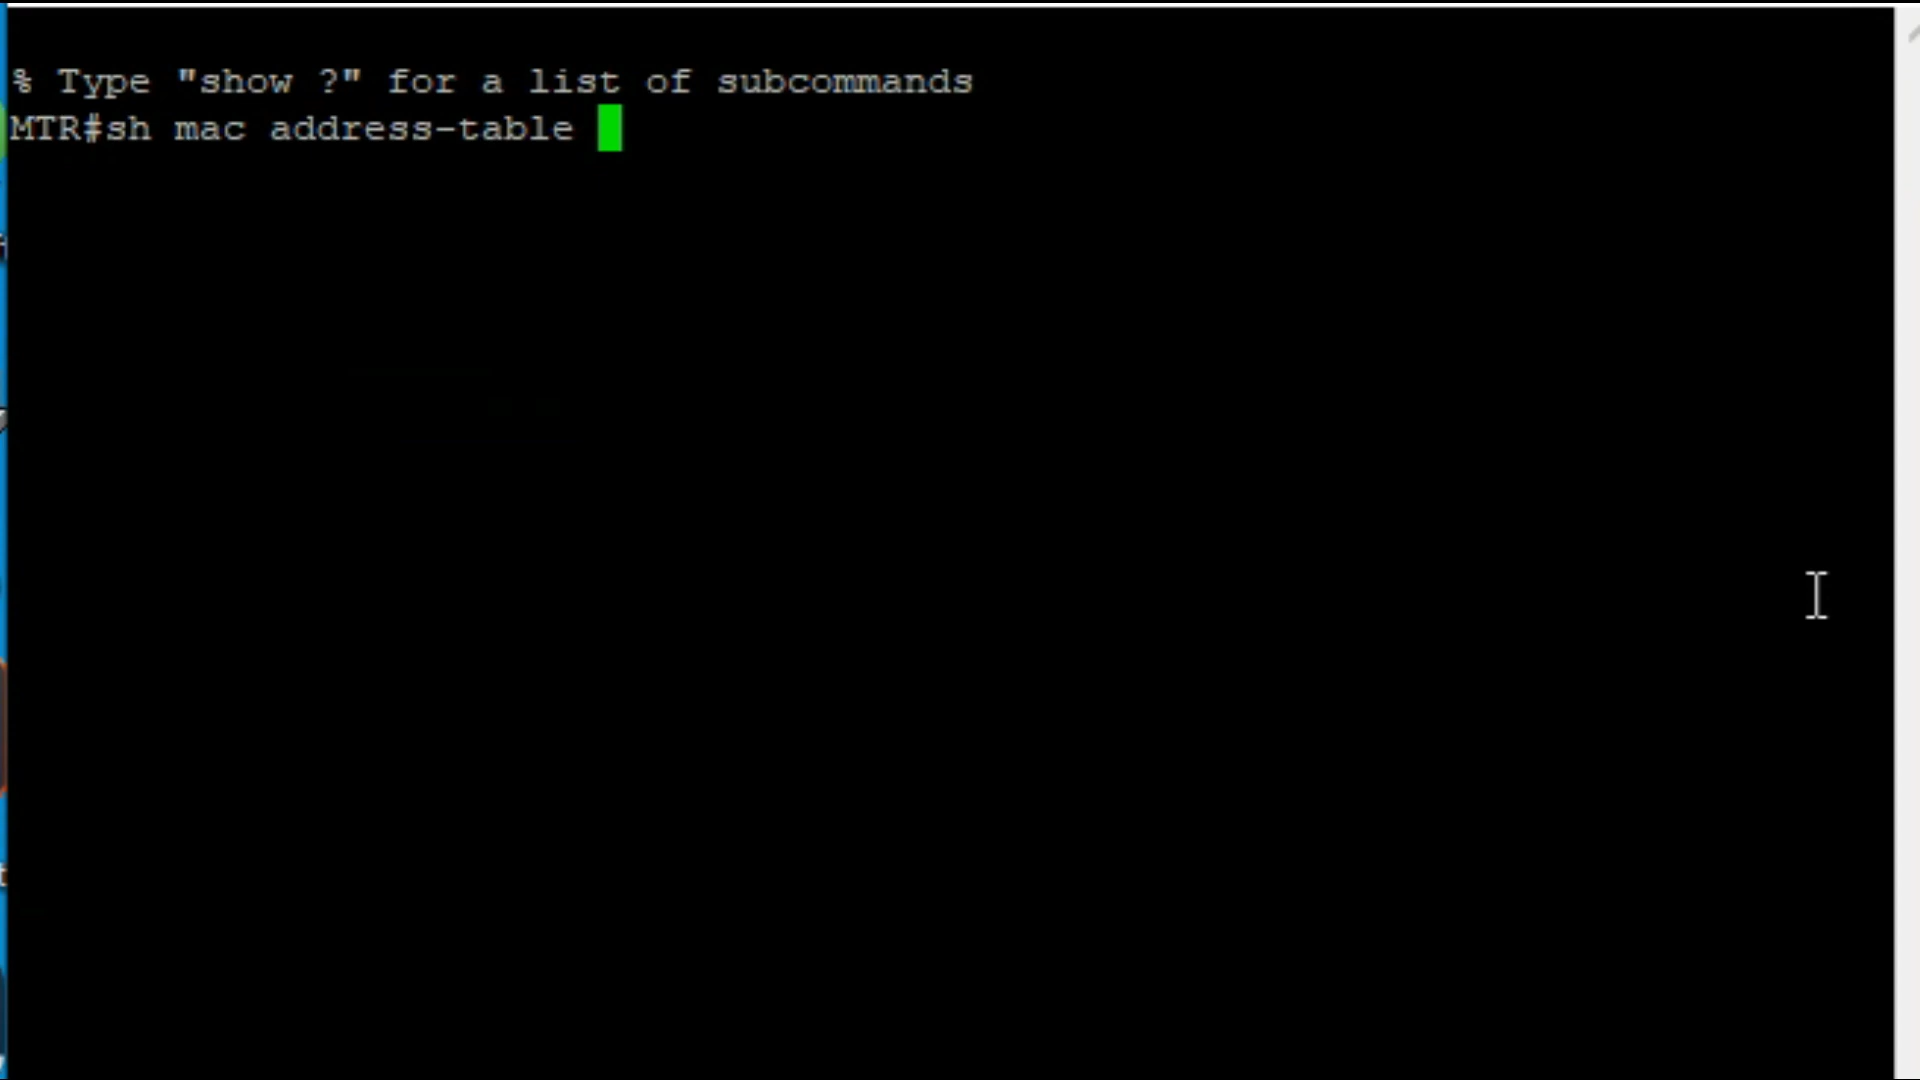 % Type "show ?" for a list of subcommands
MTR#sh mac address-table